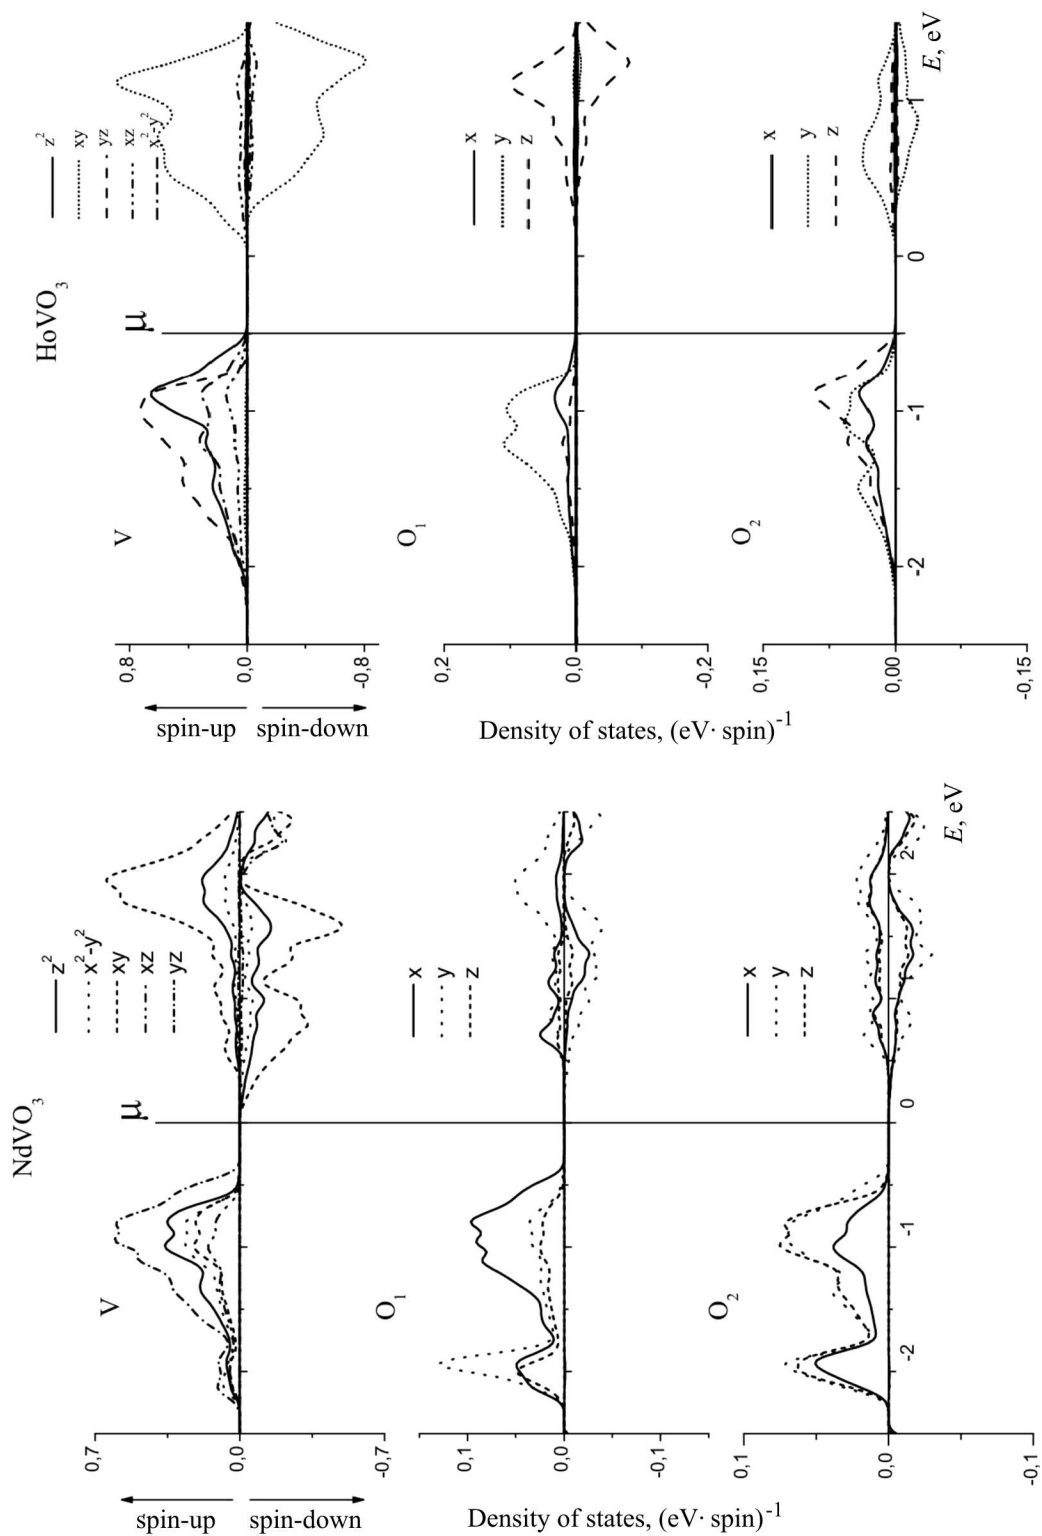 NdVO3
μ
z²
x²-y²
xy
xz
yz
V
0,7
0,0
-0,7
spin-up
spin-down
O1
x
y
z
0,1
0,0
-0,1
O2
x
y
z
0,1
0,0
-0,1
-2
-1
0
1
2
E, eV
Density of states, (eV· spin)-1
HoVO3
μ
z²
xy
yz
xz
x²-y²
V
0,8
0,0
-0,8
spin-up
spin-down
O1
x
y
z
0,2
0,0
-0,2
O2
x
y
z
0,15
0,00
-0,15
-2
-1
0
1
E, eV
Density of states, (eV· spin)-1